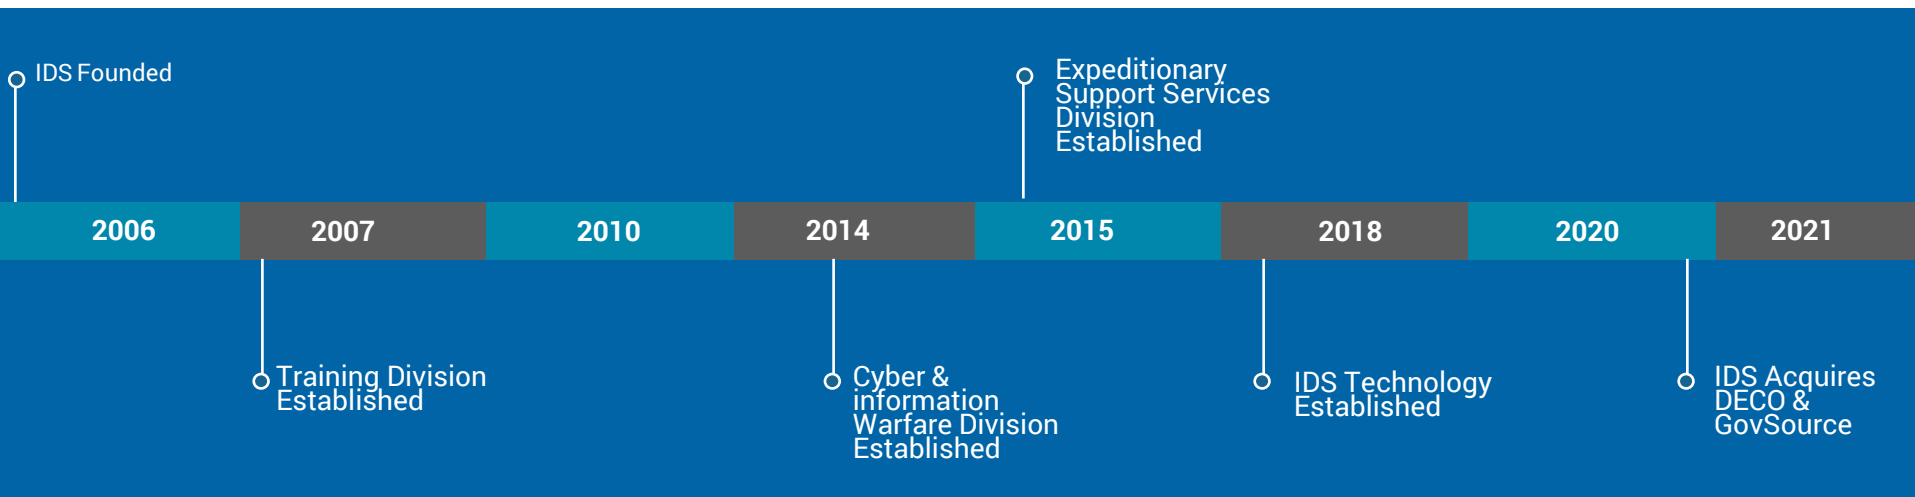 IDS Founded
Expeditionary
Support Services
Division
Established
2006
2007
2010
2014
2015
2018
2020
2021
Training Division
Established
Cyber &
information
Warfare Division
Established
IDS Technology
Established
IDS Acquires
DECO &
GovSource